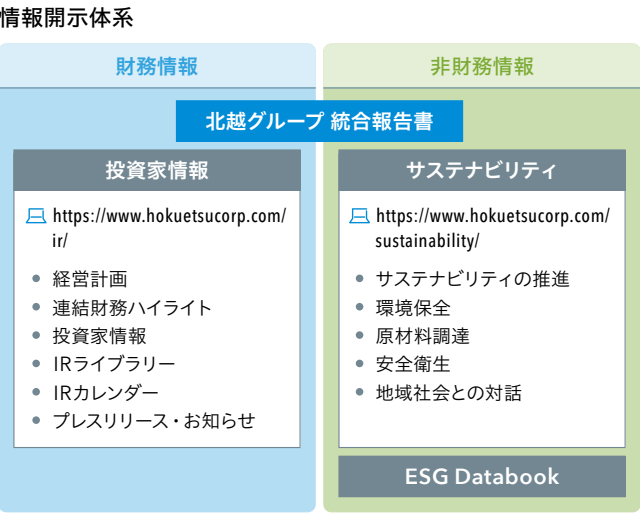 情報開示体系
財務情報
非財務情報
北越グループ 統合報告書
投資家情報
https://www.hokuetsucorp.com/
ir/
• 経営計画
• 連結財務ハイライト
• 投資家情報
• IRライブラリー
• IRカレンダー
• プレスリリース・お知らせ
サステナビリティ
https://www.hokuetsucorp.com/
sustainability/
• サステナビリティの推進
• 環境保全
• 原材料調達
• 安全衛生
• 地域社会との対話
ESG Databook